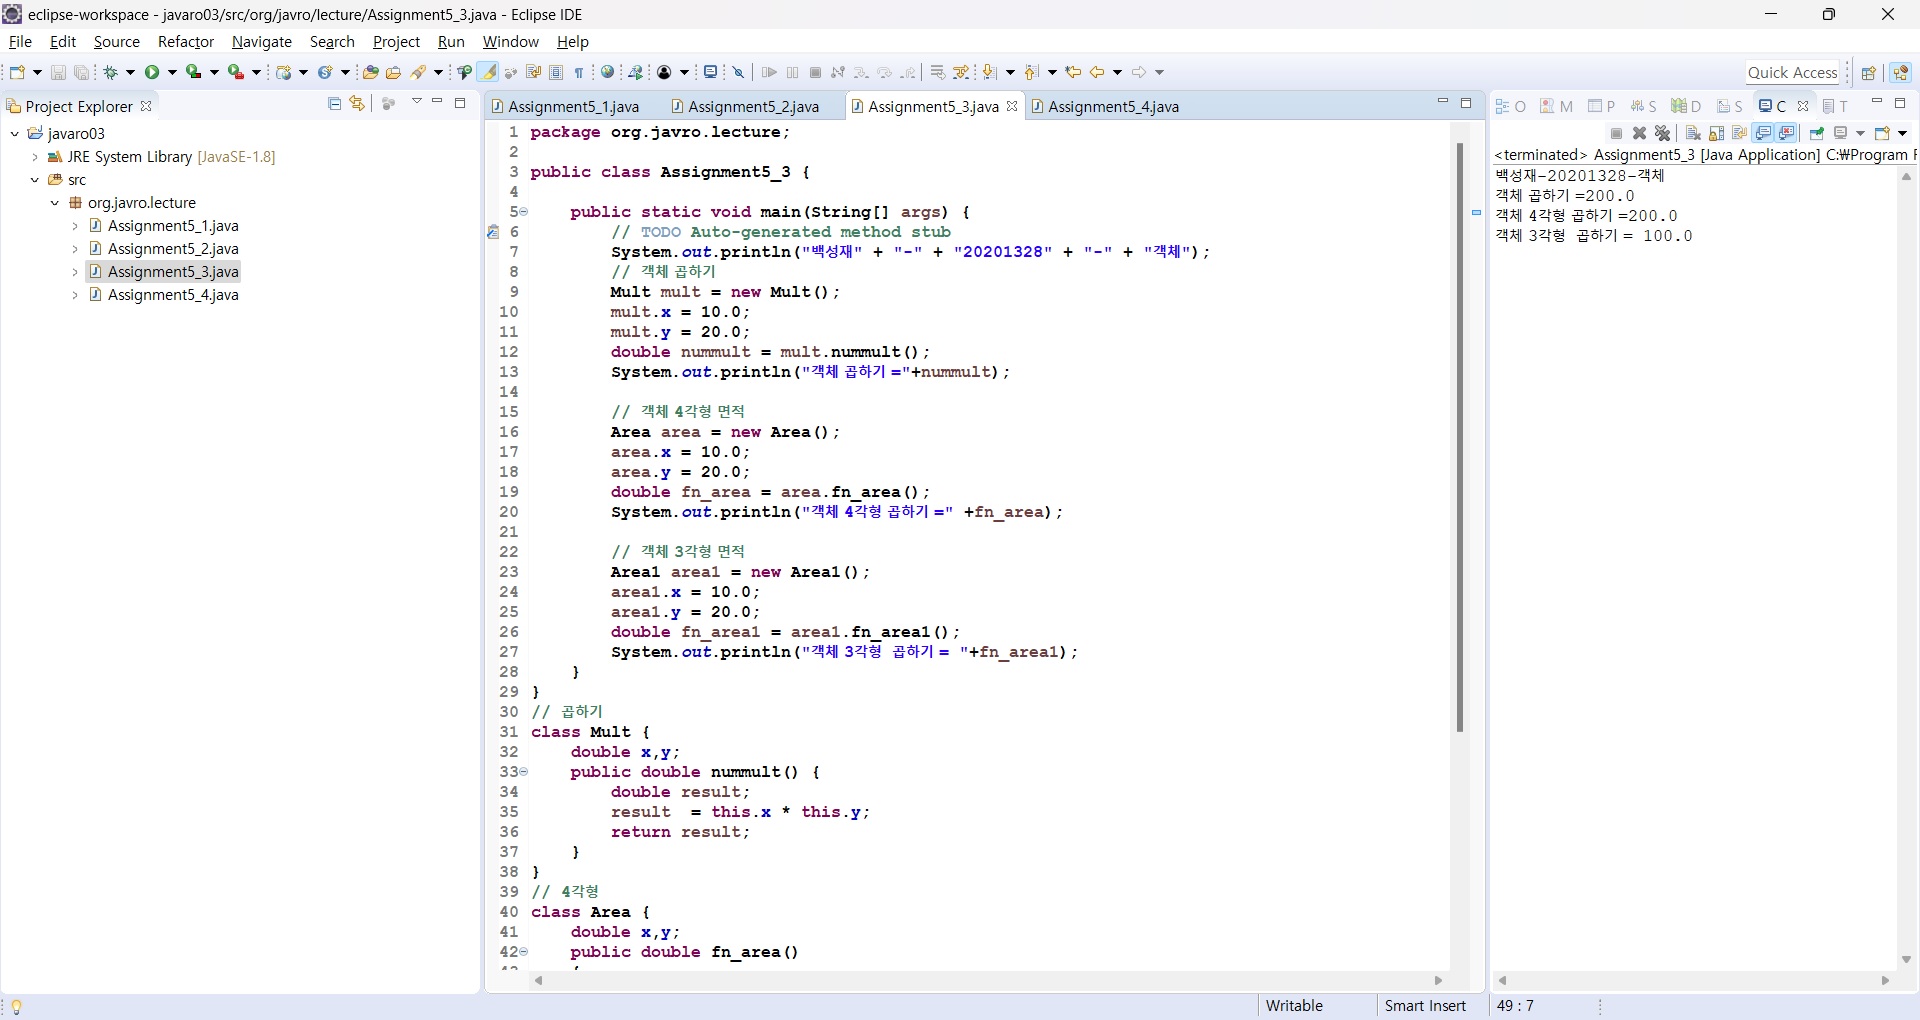 eclipse-workspace - javaro03/src/org/javro/lecture/Assignment5_3.java - Eclipse IDE
File Edit Source Refactor Navigate Search Project Run Window Help
Quick Access
Project Explorer
javaro03
JRE System Library [JavaSE-1.8]
src
org.javro.lecture
Assignment5_1.java
Assignment5_2.java
Assignment5_3.java
Assignment5_4.java
Assignment5_1.java Assignment5_2.java Assignment5_3.java Assignment5_4.java
1 package org.javro.lecture;
2
3 public class Assignment5_3 {
4
5 public static void main(String[] args) {
6 // TODO Auto-generated method stub
7 System.out.println("백성재" + "-" + "20201328" + "-" + "객체");
8 // 객체 곱하기
9 Mult mult = new Mult();
10 mult.x = 10.0;
11 mult.y = 20.0;
12 double nummult = mult.nummult();
13 System.out.println("객체 곱하기 ="+nummult);
14
15 // 객체 4각형 면적
16 Area area = new Area();
17 area.x = 10.0;
18 area.y = 20.0;
19 double fn_area = area.fn_area();
20 System.out.println("객체 4각형 곱하기 =" +fn_area);
21
22 // 객체 3각형 면적
23 Area1 area1 = new Area1();
24 area1.x = 10.0;
25 area1.y = 20.0;
26 double fn_area1 = area1.fn_area1();
27 System.out.println("객체 3각형 곱하기 = "+fn_area1);
28 }
29 }
30 // 곱하기
31 class Mult {
32 double x,y;
33 public double nummult() {
34 double result;
35 result = this.x * this.y;
36 return result;
37 }
38 }
39 // 4각형
40 class Area {
41 double x,y;
42 public double fn_area()
O M P S D S C T
<terminated> Assignment5_3 [Java Application] C:₩Program F
백성재-20201328-객체
객체 곱하기 =200.0
객체 4각형 곱하기 =200.0
객체 3각형 곱하기 = 100.0
Writable Smart Insert 49 : 7